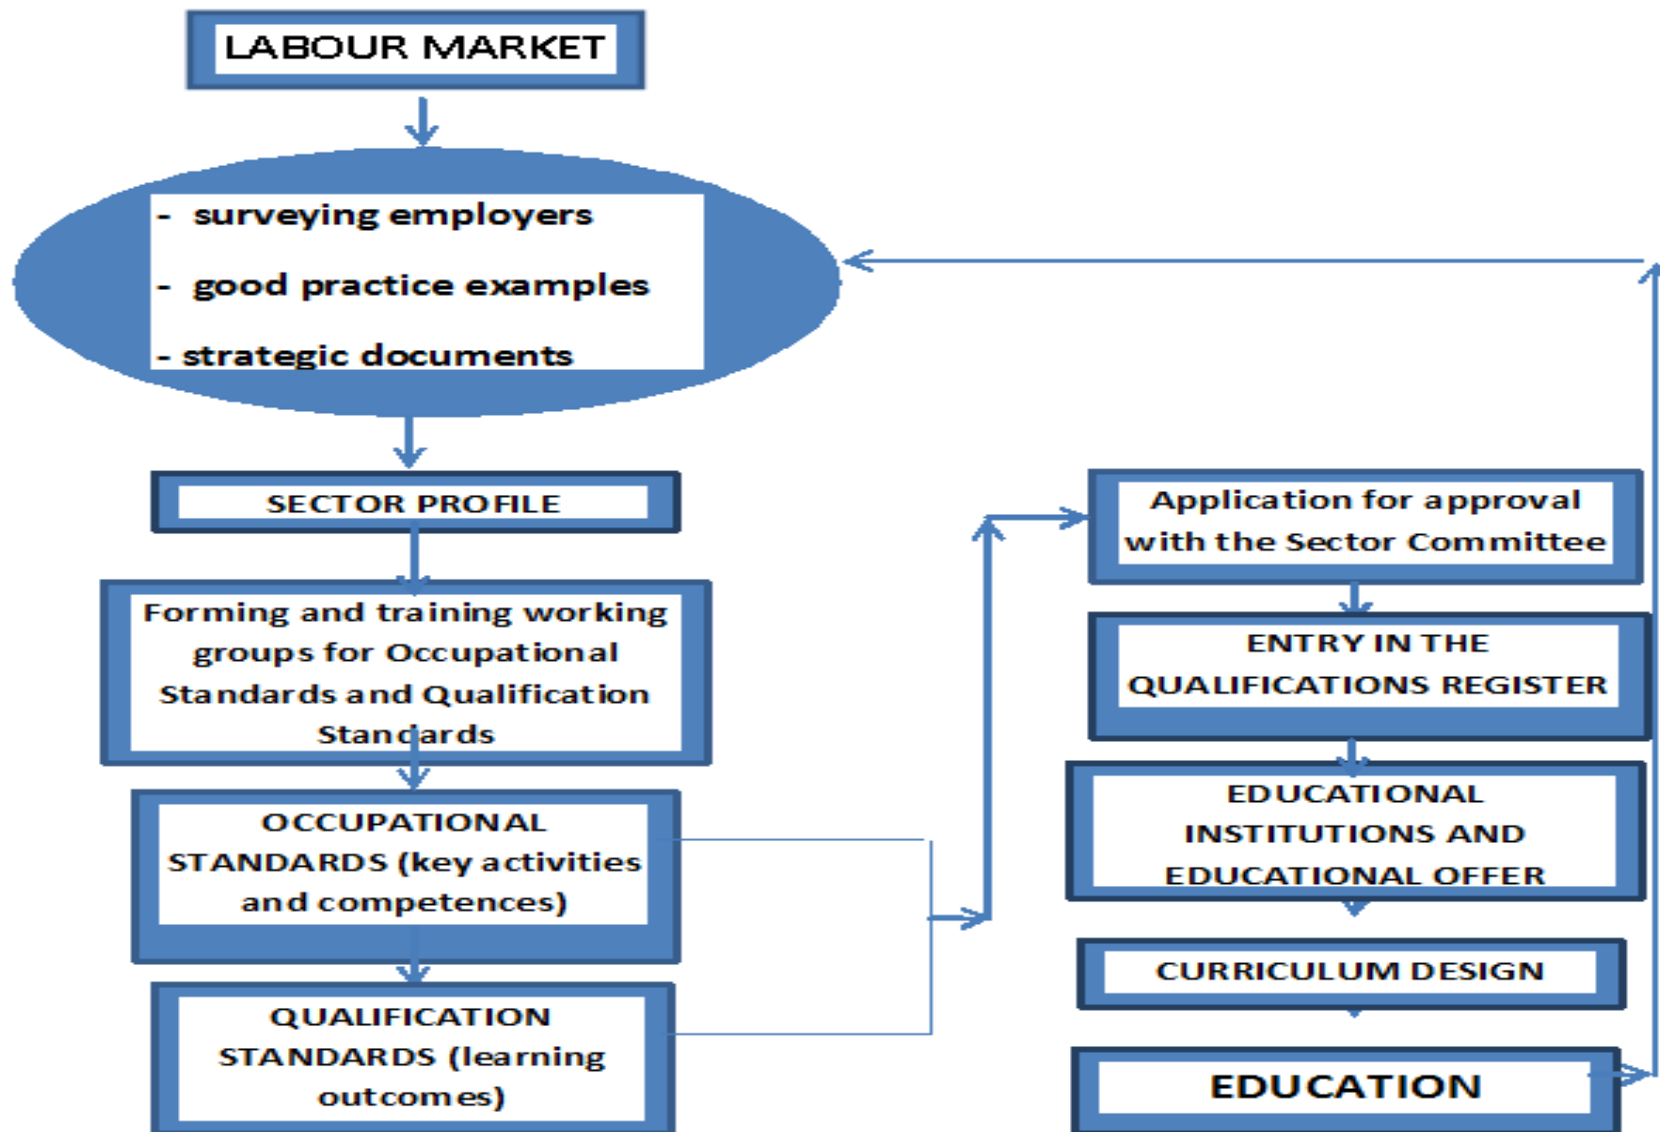 LABOUR MARKET
- surveying employers
- good practice examples
- strategic documents
SECTOR PROFILE
Forming and training working
groups for Occupational
Standards and Qualification
Standards
OCCUPATIONAL
STANDARDS (key activities
and competences)
QUALIFICATION
STANDARDS (learning
outcomes)
Application for approval
with the Sector Committee
ENTRY IN THE
QUALIFICATIONS REGISTER
EDUCATIONAL
INSTITUTIONS AND
EDUCATIONAL OFFER
CURRICULUM DESIGN
EDUCATION